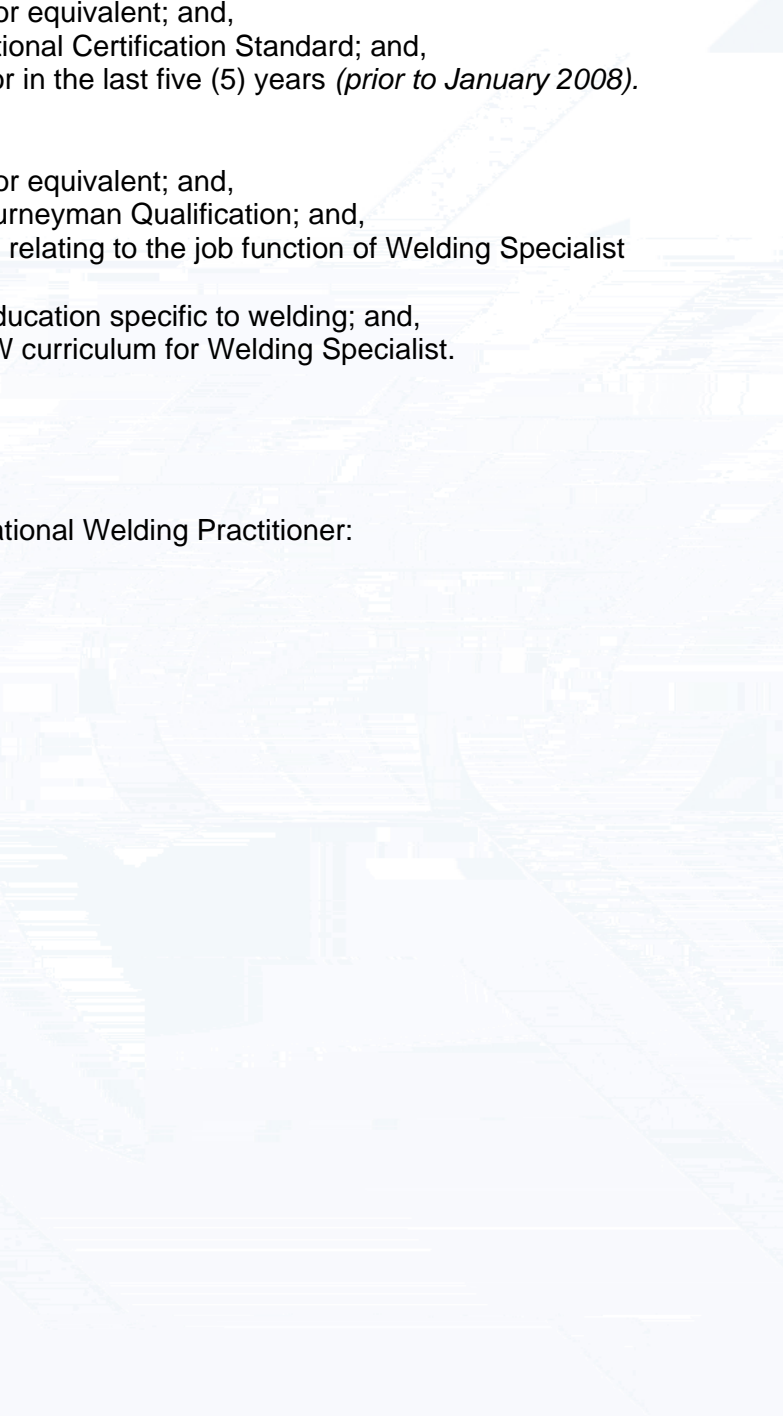 or equivalent; and,
tional Certification Standard; and,
or in the last five (5) years (prior to January 2008).
or equivalent; and,
urneyman Qualification; and,
relating to the job function of Welding Specialist
ducation specific to welding; and,
W curriculum for Welding Specialist.
ational Welding Practitioner: